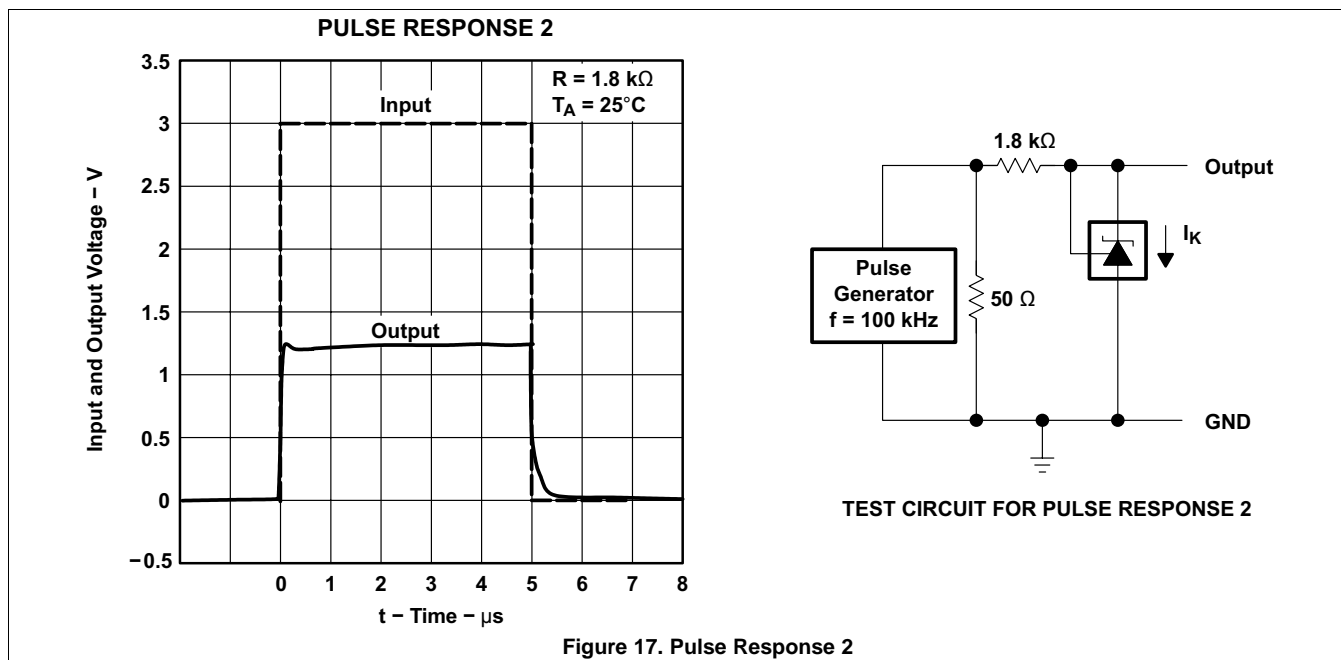 PULSE RESPONSE 2
3.5
3
2.5
2
1.5
1
0.5
0
−0.5
Input and Output Voltage − V
R = 1.8 kΩ
T_A = 25°C
Input
Output
0 1 2 3 4 5 6 7 8
t − Time − μs
1.8 kΩ
Output
I_K
Pulse
Generator
f = 100 kHz
50 Ω
GND
TEST CIRCUIT FOR PULSE RESPONSE 2
Figure 17. Pulse Response 2